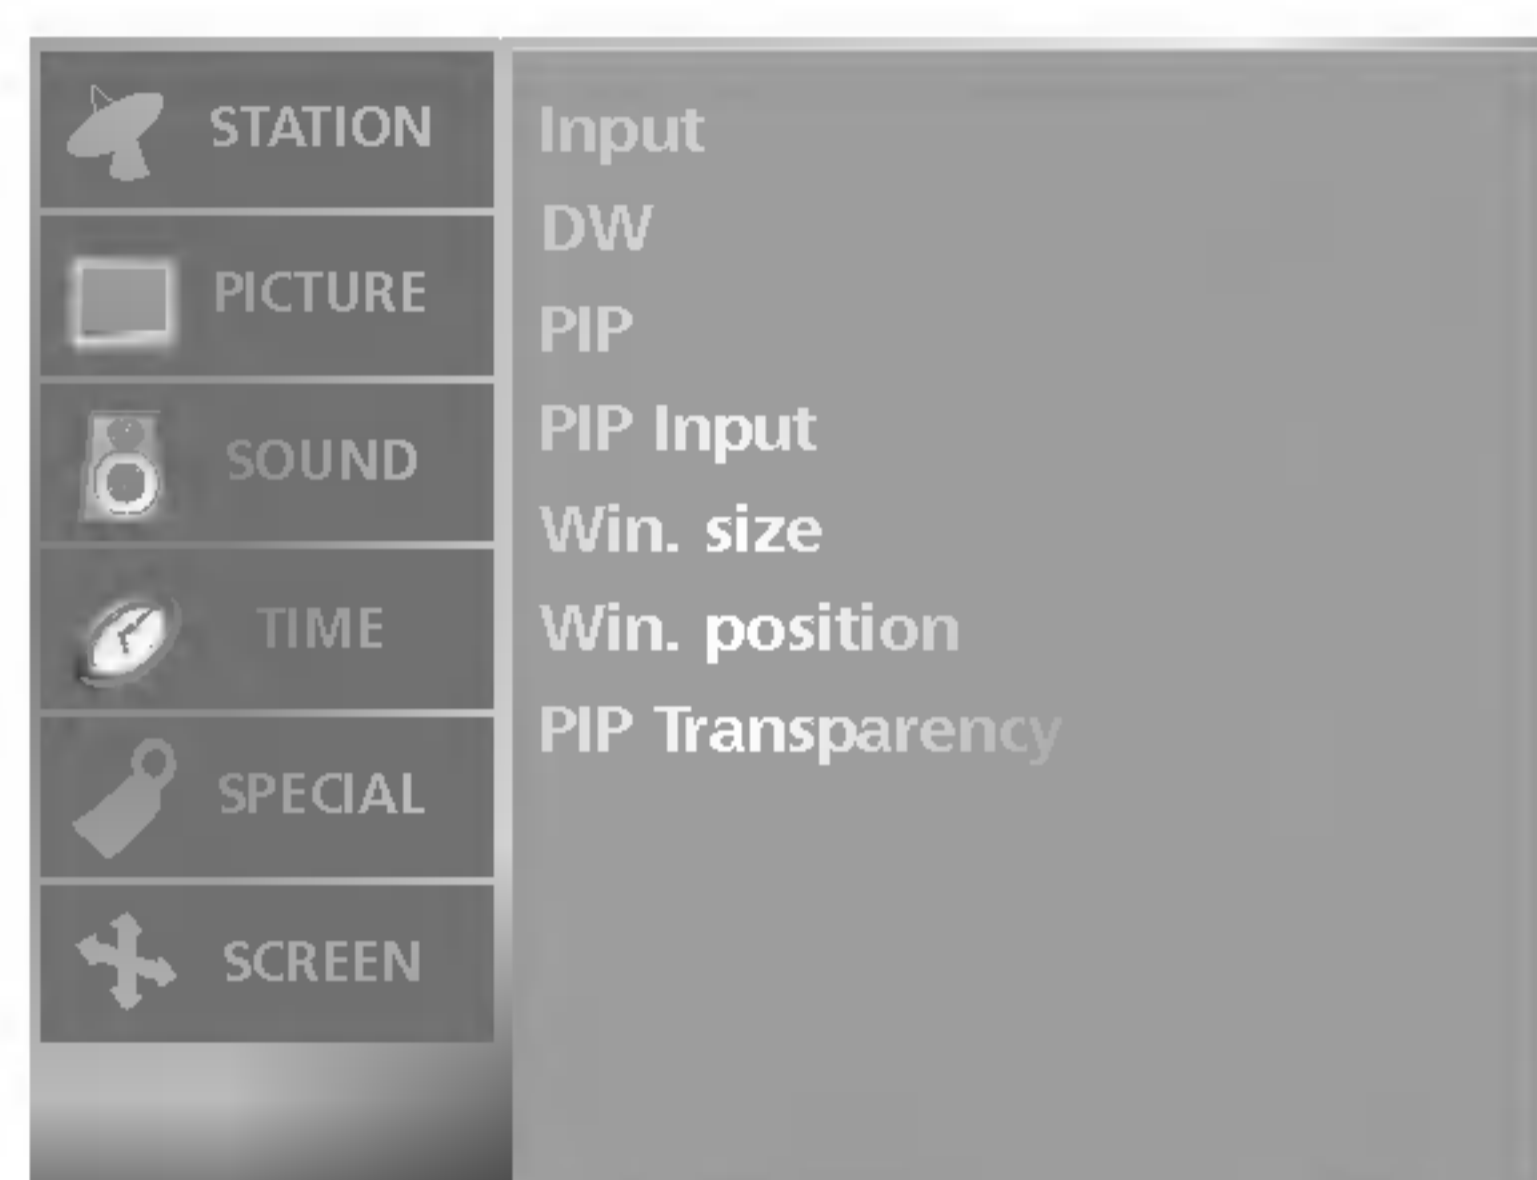 STATION
PICTURE
SOUND
TIME
SPECIAL
SCREEN
Input
DW
PIP
PIP Input
Win. size
Win. position
PIP Transparency